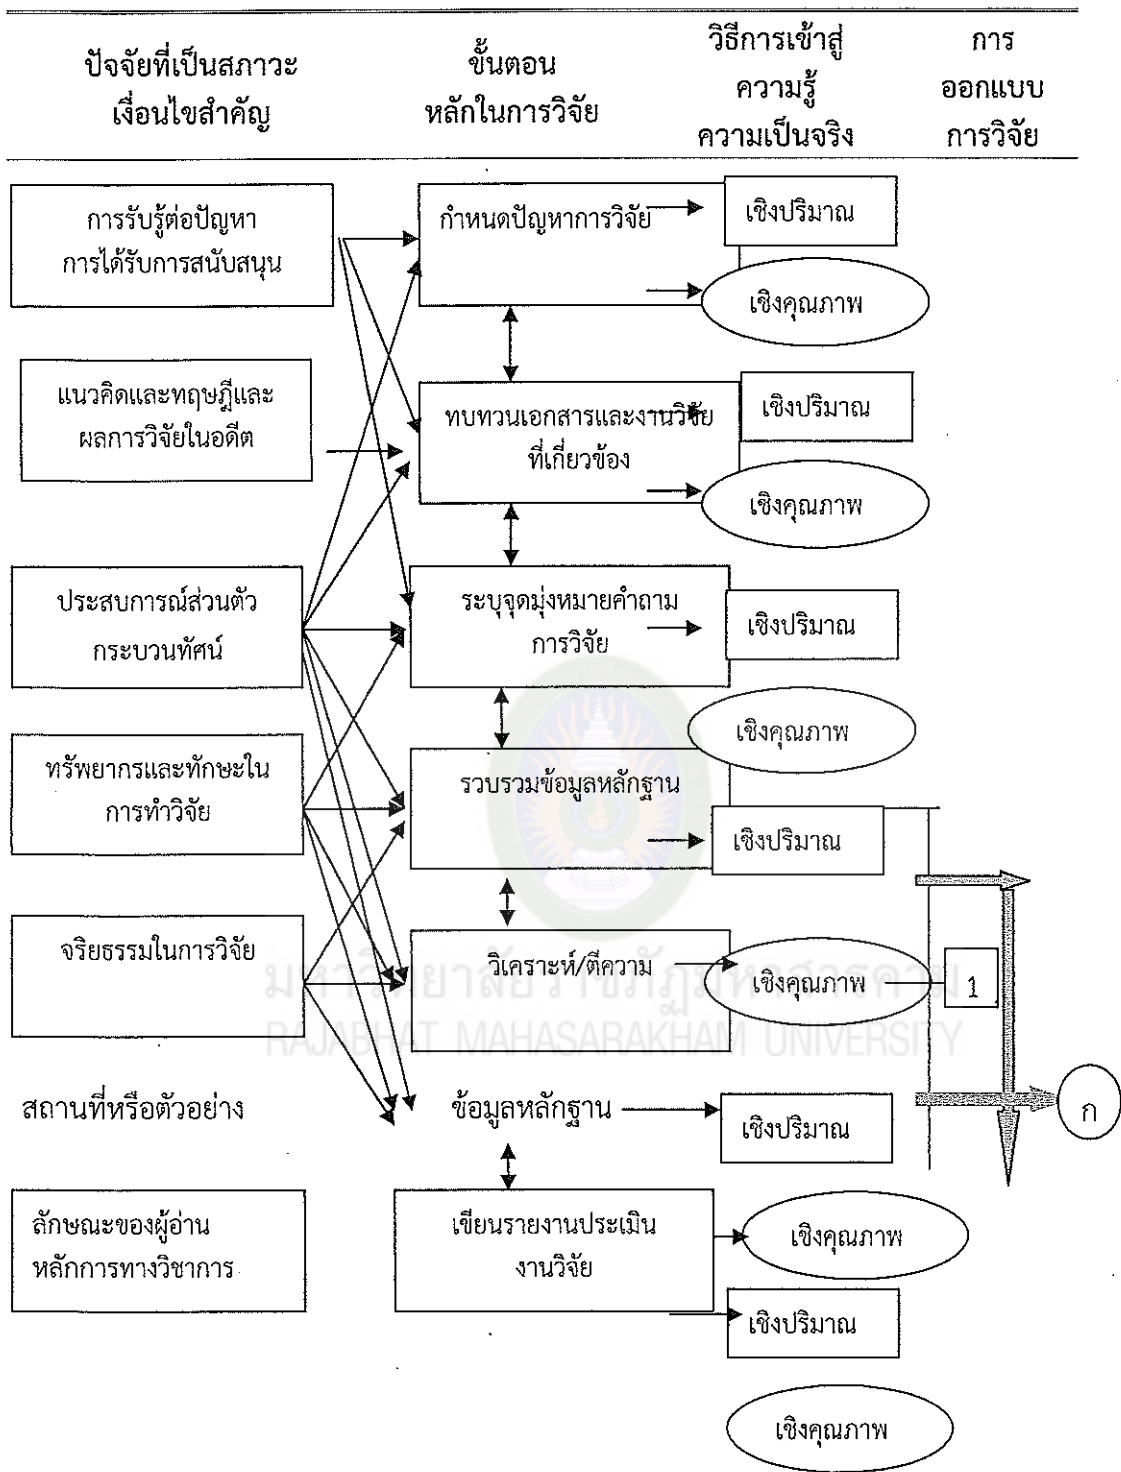 ปัจจัยที่เป็นสภาวะ
เงื่อนไขสำคัญ
ขั้นตอน
หลักในการวิจัย
วิธีการเข้าสู่
ความรู้
ความเป็นจริง
การ
ออกแบบ
การวิจัย
การรับรู้ต่อปัญหา
การได้รับการสนับสนุน
กำหนดปัญหาการวิจัย
เชิงปริมาณ
เชิงคุณภาพ
แนวคิดและทฤษฎีและ
ผลการวิจัยในอดีต
ทบทวนเอกสารและงานวิจัย
ที่เกี่ยวข้อง
เชิงปริมาณ
เชิงคุณภาพ
ประสบการณ์ส่วนตัว
กระบวนทัศน์
ระบุจุดมุ่งหมายคำถาม
การวิจัย
เชิงปริมาณ
เชิงคุณภาพ
ทรัพยากรและทักษะใน
การทำวิจัย
รวบรวมข้อมูลหลักฐาน
เชิงปริมาณ
จริยธรรมในการวิจัย
วิเคราะห์/ตีความ
เชิงคุณภาพ
1
มหาวิทยาลัยราชภัฏมหาสารคาม
RAJABHAT MAHASARAKHAM UNIVERSITY
สถานที่หรือตัวอย่าง
ข้อมูลหลักฐาน
เชิงปริมาณ
ก
ลักษณะของผู้อ่าน
หลักการทางวิชาการ
เขียนรายงานประเมิน
งานวิจัย
เชิงคุณภาพ
เชิงปริมาณ
เชิงคุณภาพ